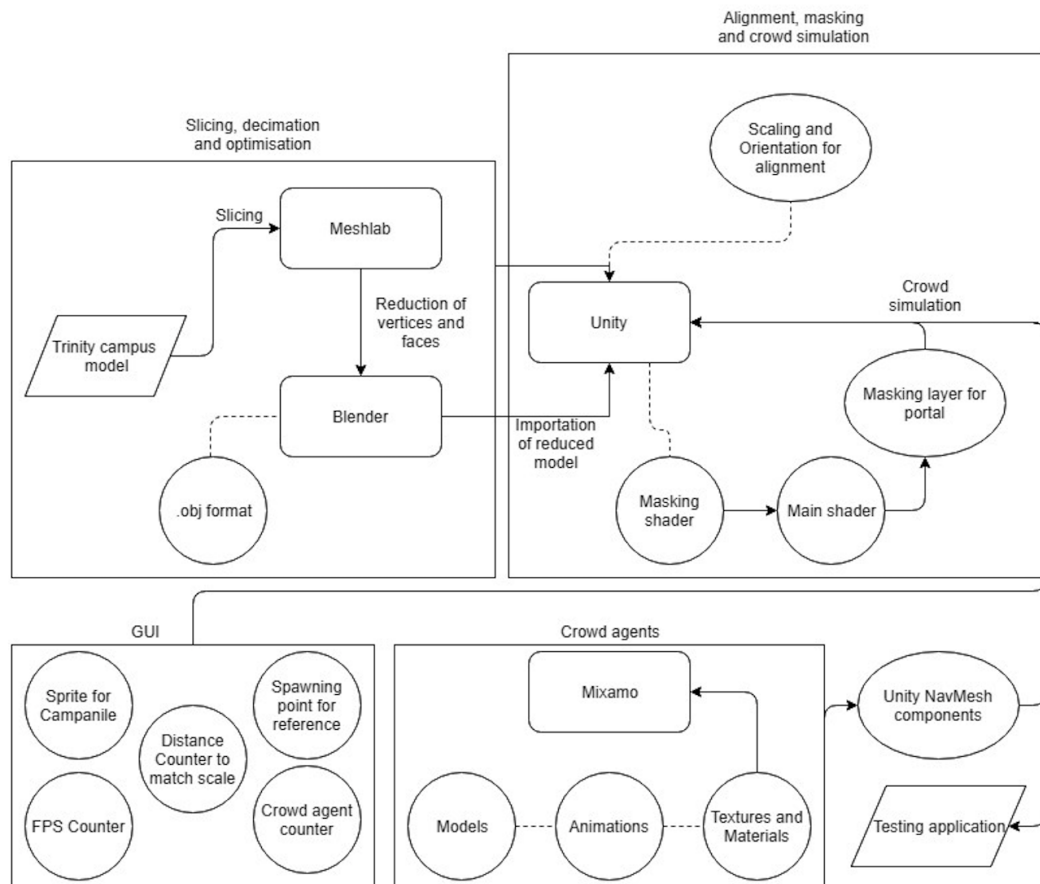 Alignment, masking
and crowd simulation
Slicing, decimation
and optimisation
Scaling and
Orientation for
alignment
Slicing
Meshlab
Reduction of
vertices and
faces
Trinity campus
model
Blender
.obj format
Unity
Crowd
simulation
Importation
of reduced
model
Masking layer for
portal
Masking
shader
Main shader
GUI
Sprite for
Campanile
Spawning
point for
reference
Distance
Counter to
match scale
FPS Counter
Crowd agent
counter
Crowd agents
Mixamo
Models
Animations
Textures and
Materials
Unity NavMesh
components
Testing application